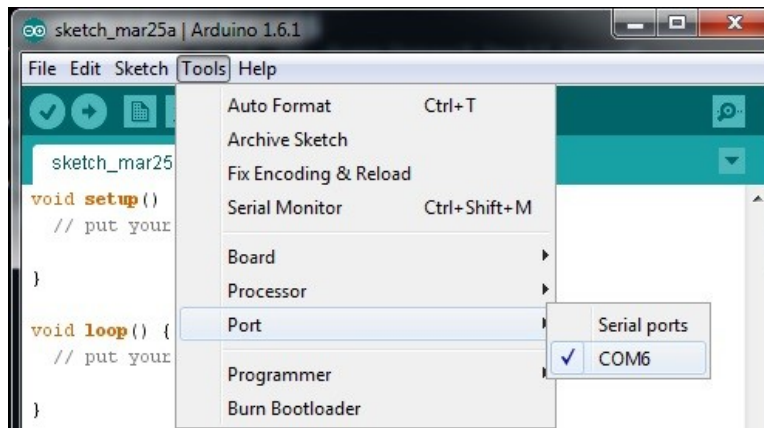 sketch_mar25a | Arduino 1.6.1
File Edit Sketch Tools Help
sketch_mar25
void setup()
// put your
}
void loop() {
// put your
}
Auto Format Ctrl+T
Archive Sketch
Fix Encoding & Reload
Serial Monitor Ctrl+Shift+M
Board
Processor
Port
Programmer
Burn Bootloader
Serial ports
COM6